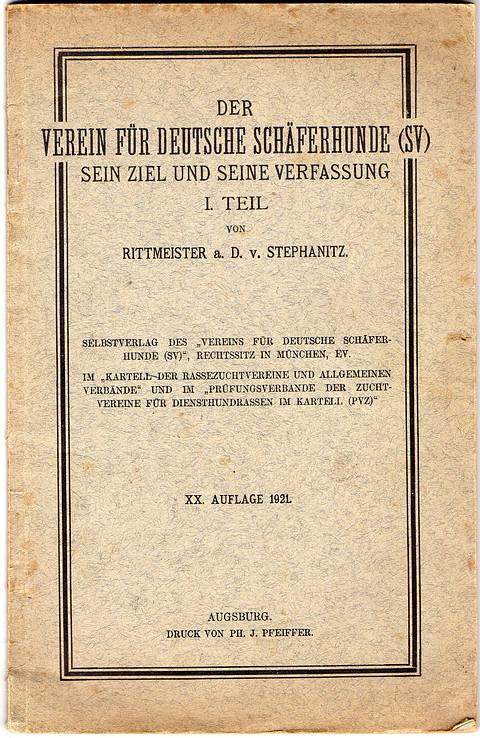 DER
VEREIN FÜR DEUTSCHE SCHÄFERHUNDE (SV)
SEIN ZIEL UND SEINE VERFASSUNG
I. TEIL
VON
RITTMEISTER a. D. v. STEPHANITZ.
SELBSTVERLAG DES „VEREINS FÜR DEUTSCHE SCHÄFER-
HUNDE (SV)“, RECHTSSITZ IN MÜNCHEN, EV.
IM „KARTELL DER RASSEZUCHTVEREINE UND ALLGEMEINEN
VERBÄNDE“ UND IM „PRÜFUNGSVERBANDE DER ZUCHT-
VEREINE FÜR DIENSTHUNDRASSEN IM KARTELL (PVZ)“
XX. AUFLAGE 1921.
AUGSBURG.
DRUCK VON PH. J. PFEIFFER.